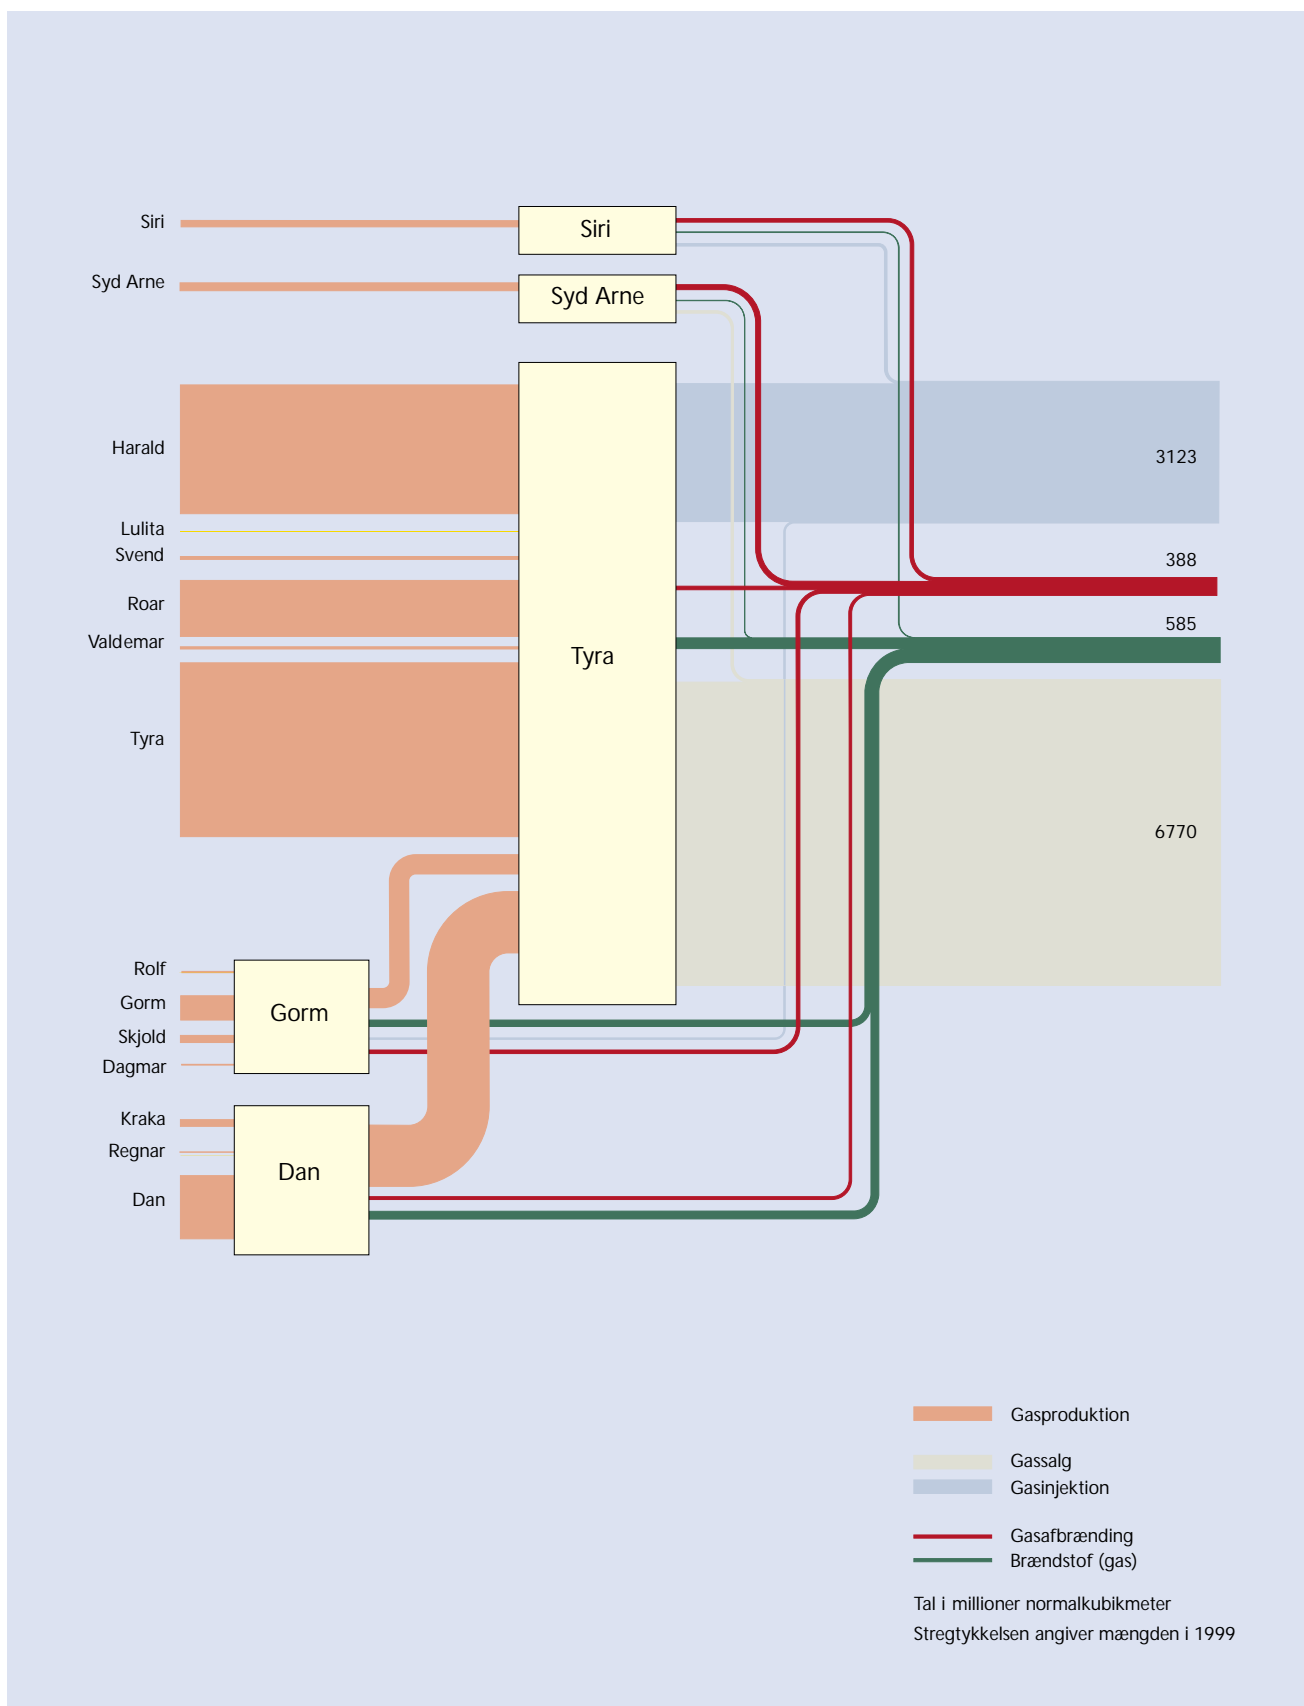 Siri
Siri
Syd Arne
Syd Arne
Harald
3123
Lulita
Svend
388
Roar
585
Valdemar
Tyra
Tyra
6770
Rolf
Gorm
Gorm
Skjold
Dagmar
Kraka
Regnar
Dan
Dan
Gasproduktion
Gassalg
Gasinjektion
Gasafbrænding
Brændstof (gas)
Tal i millioner normalkubikmeter
Stregtykkelsen angiver mængden i 1999